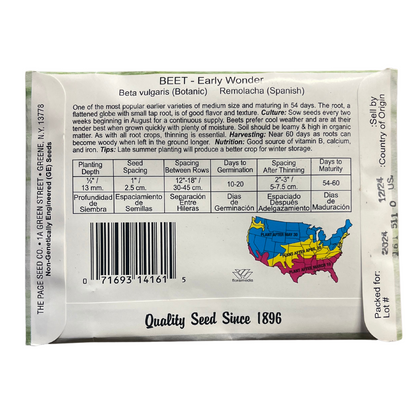 BEET - Early Wonder
Beta vulgaris (Botanic) Remolacha (Spanish)
One of the most popular earlier varieties of medium size and maturing in 54 days. The root, a
flattened globe with small tap root, is of good flavor and texture. Culture: Sow seeds every two
weeks beginning in August for a continuous supply. Beets prefer cool weather and are at their
tender best when grown quickly with plenty of moisture. Soil should be loamy & high in organic
matter. As with all root crops, thinning is essential. Harvesting: Near 60 days as roots can
become woody when left in the ground longer. Nutrition: Good source of vitamin B, calcium,
and iron. Tips: Late summer planting will produce a better crop for winter storage.
Planting Depth Seed Spacing Spacing Between Rows Days to Germination Spacing After Thinning Days to Maturity
½" / 13 mm. 1" / 2.5 cm. 12"-18" / 30-45 cm. 10-20 2"-3" / 5-7.5 cm. 54-60
Profundidad de Siembra Espaciamiento de Semillas Separación Entre Hileras Dias de Germinación Espaciado Después Adelgazamiento Dias de Maduración
0 71693 14161 5
Quality Seed Since 1896
THE PAGE SEED CO. • 1A GREEN STREET • GREENE, N.Y. 13778
Non-Genetically Engineered (GE) Seeds
Packed for: 2024 12/24 :Sell by
Lot # US :Country of Origin